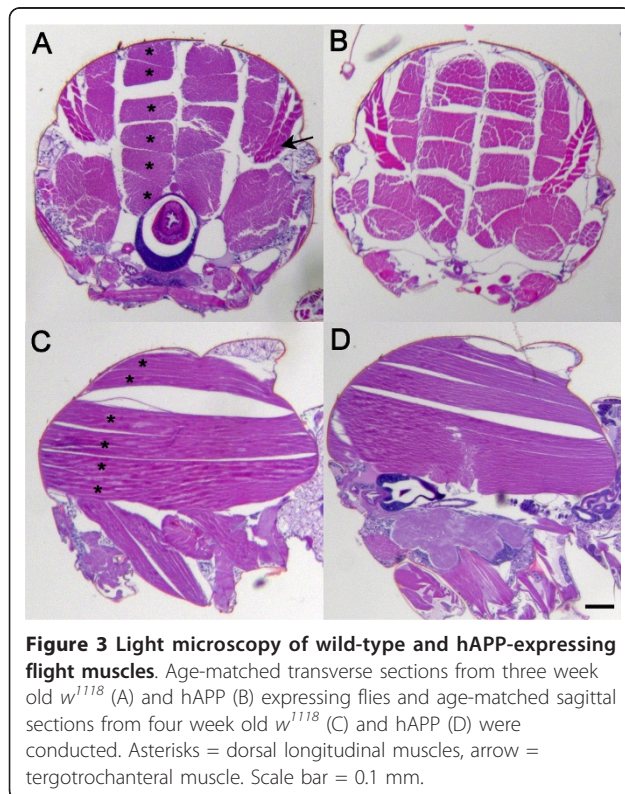 A
B
C
D
Figure 3 Light microscopy of wild-type and hAPP-expressing
flight muscles. Age-matched transverse sections from three week
old w1118 (A) and hAPP (B) expressing flies and age-matched sagittal
sections from four week old w1118 (C) and hAPP (D) were
conducted. Asterisks = dorsal longitudinal muscles, arrow =
tergotrochanteral muscle. Scale bar = 0.1 mm.